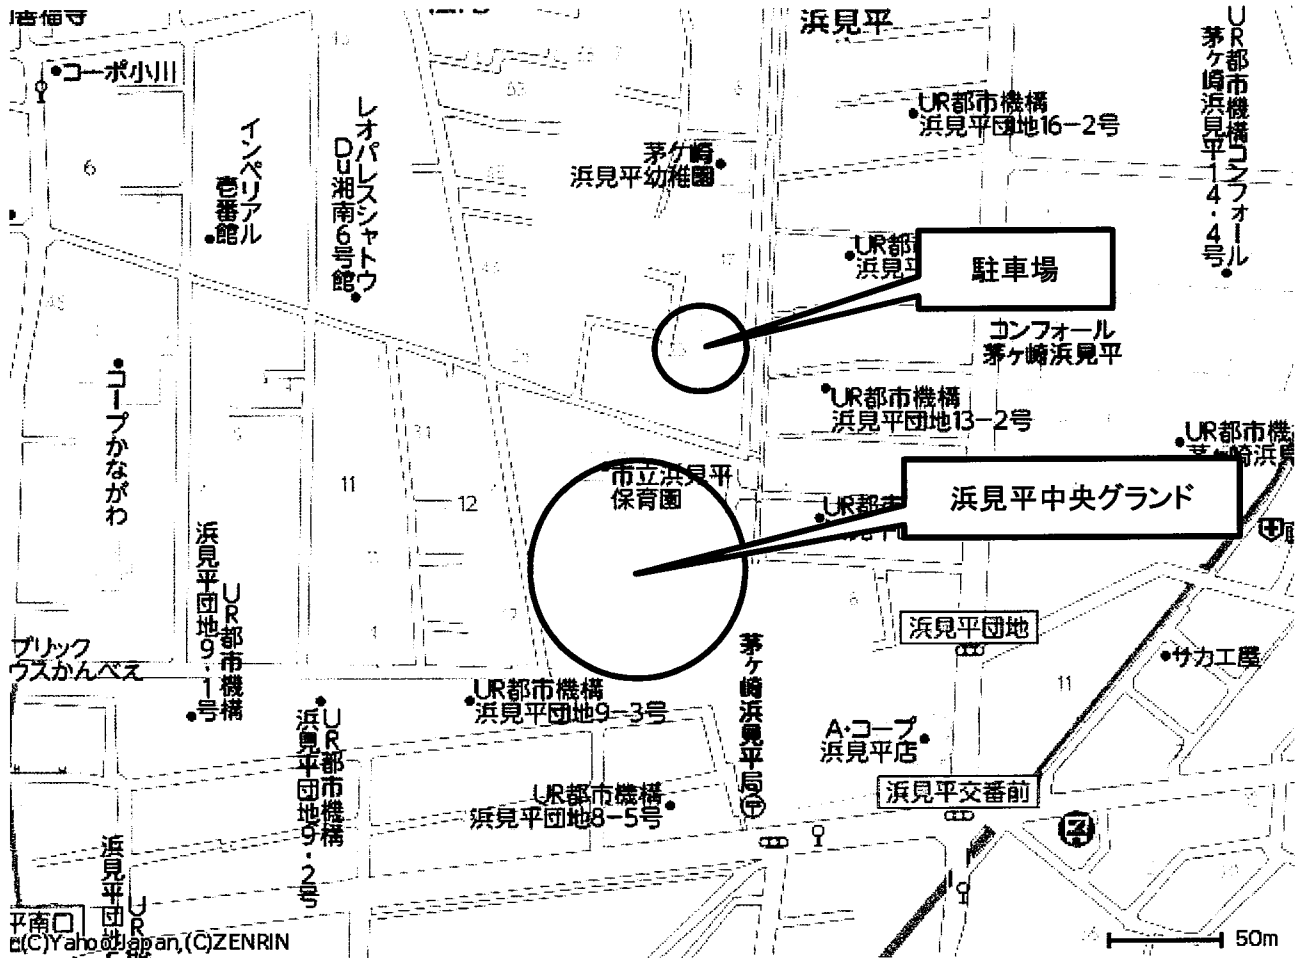 浜見平
コーポ小川
インペリアル
壱番館
レオパレスシャトウ
Du湘南6号館
6
茅ケ崎
浜見平幼稚園
UR都市機構
浜見平団地16-2号
UR都市機構コンフォール
茅ケ崎浜見平14・4号
UR都
浜見平
駐車場
コンフォール
茅ケ崎浜見平
コープかながわ
UR都市機構
浜見平団地13-2号
UR都市機
茅ケ崎浜見
市立浜見平
保育園
浜見平中央グランド
11
12
UR都市機構
浜見平団地9・1号
ブリック
ウスかんべえ
浜見平団地
サカエ屋
11
UR都市機構
浜見平団地9-3号
UR都市機構
浜見平団地9・2号
茅ケ崎浜見平局
A・コープ
浜見平店
浜見平交番前
UR都市機構
浜見平団地8-5号
浜見平団地
UR
平南口
(C)Yahoo Japan,(C)ZENRIN
50m